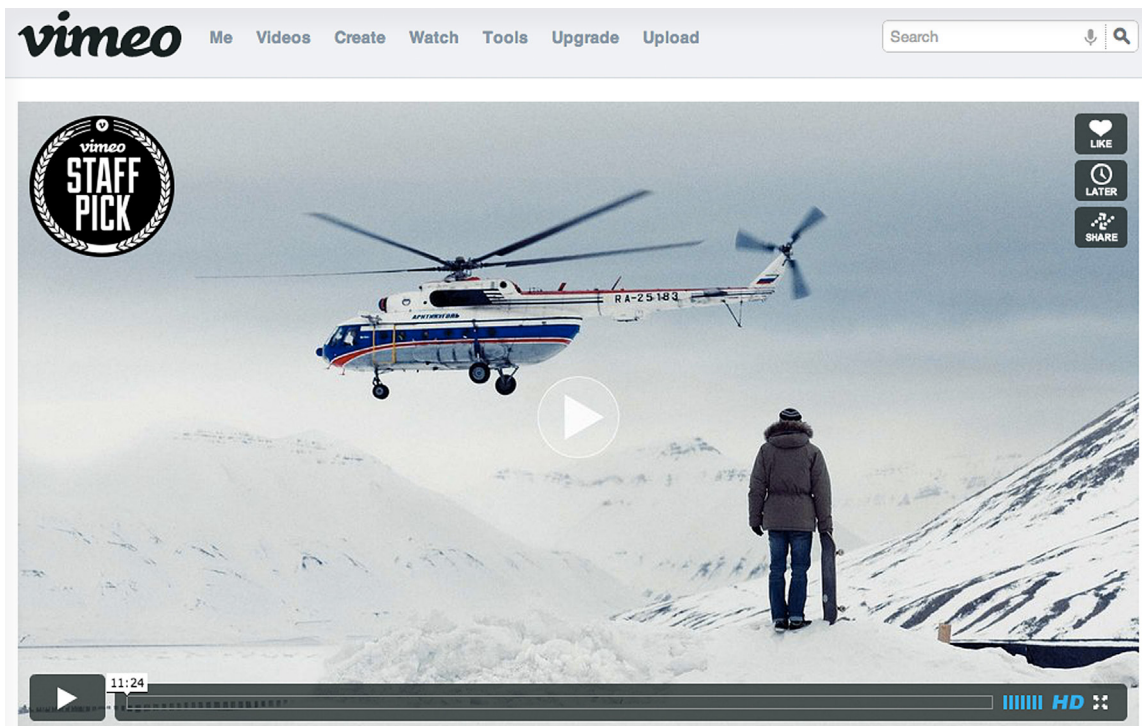 vimeo
Me Videos Create Watch Tools Upgrade Upload
Search
vimeo
STAFF
PICK
LIKE
LATER
SHARE
RA-25183
АРКТИКУГОЛЬ
11:24
HD